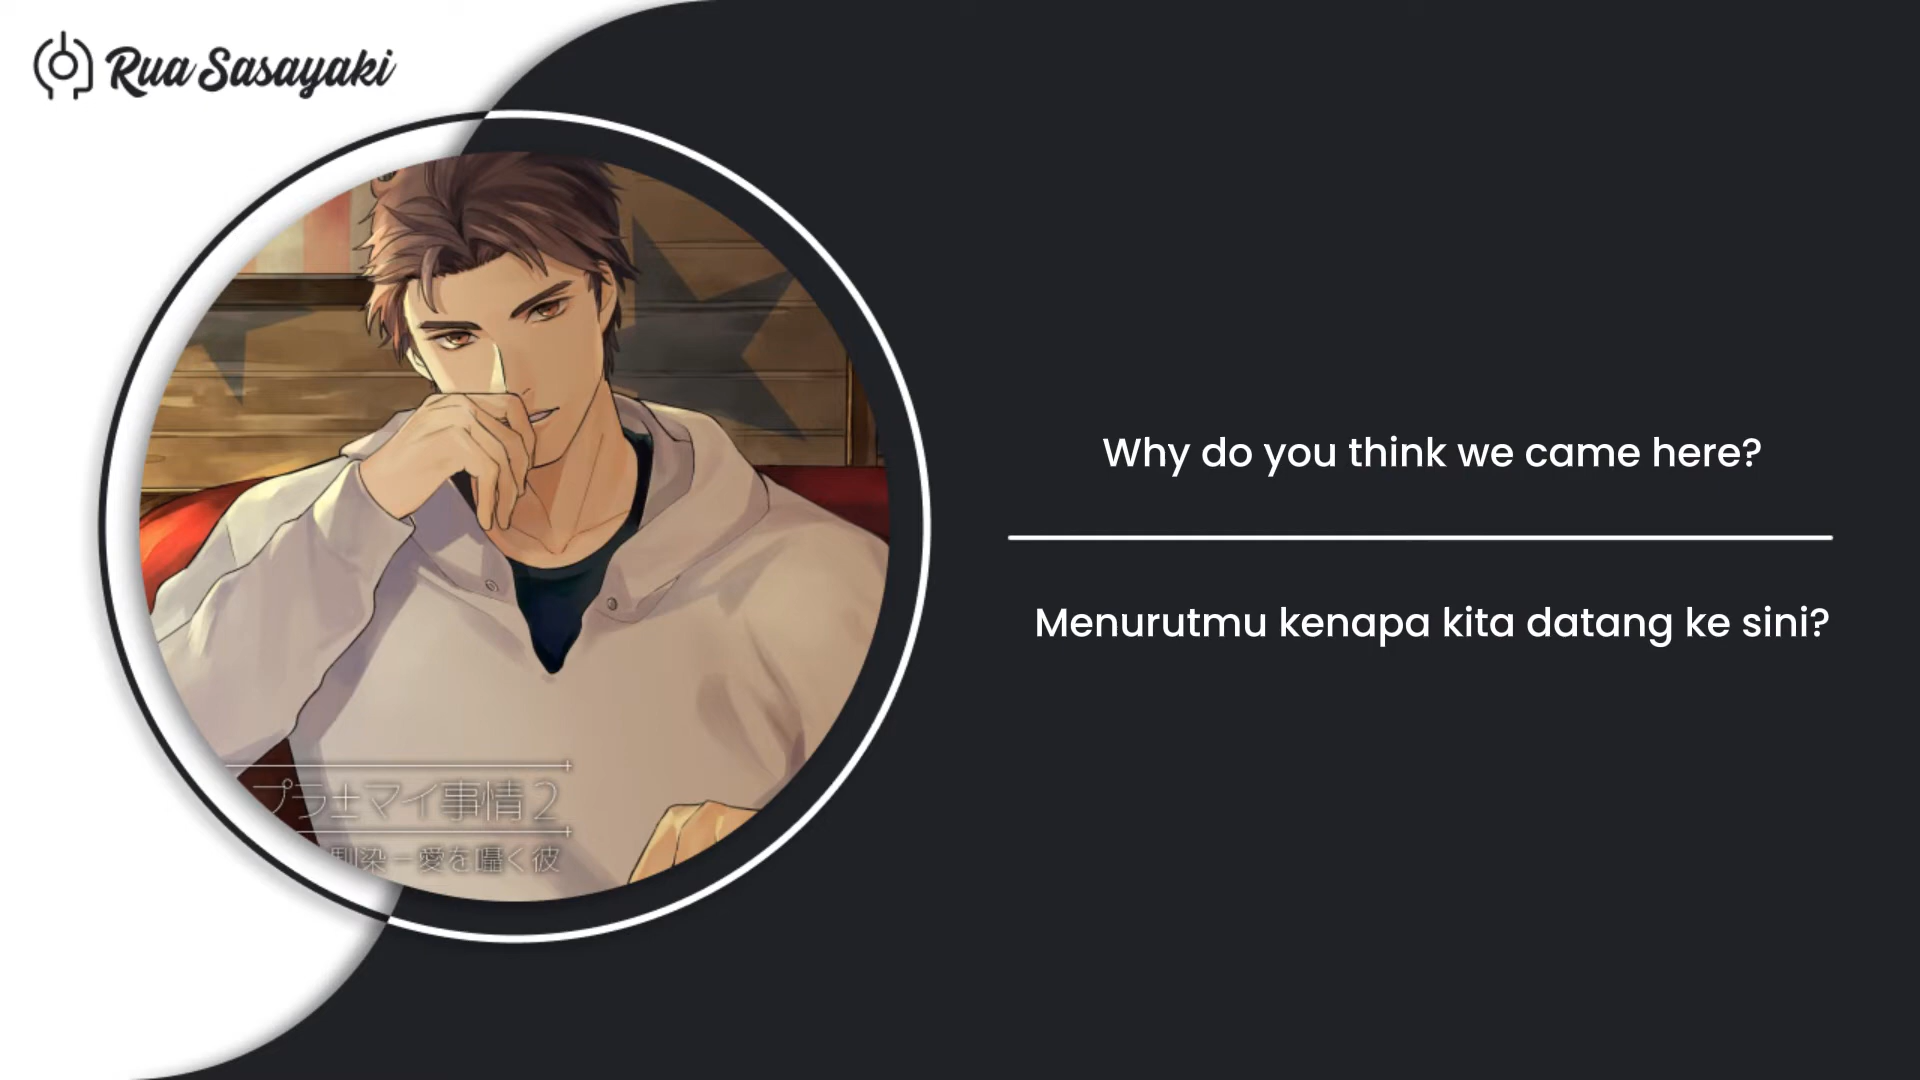 Rua Sasayaki
Why do you think we came here?
Menurutmu kenapa kita datang ke sini?
プラ±マイ事情2
馴染-愛を囁く彼